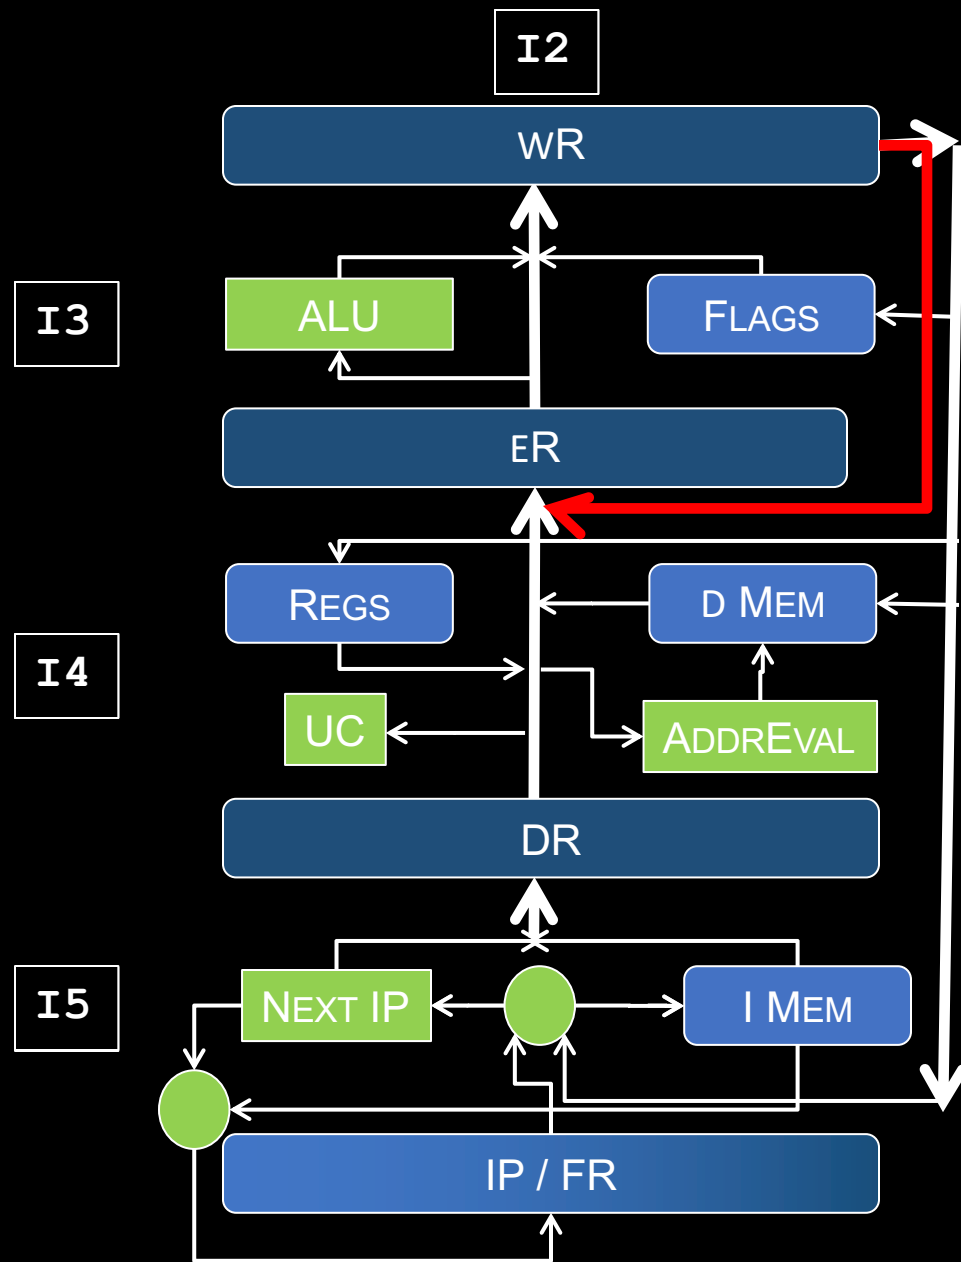 I2
WR
I3
ALU
FLAGS
ER
REGS
D MEM
I4
UC
ADDREVAL
DR
I5
NEXT IP
I MEM
IP / FR